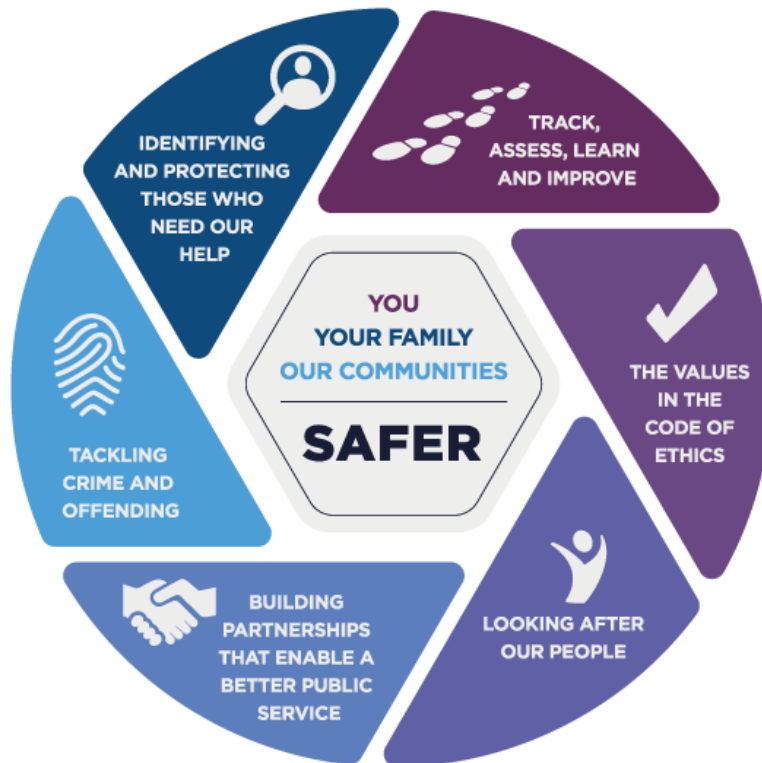 IDENTIFYING
AND PROTECTING
THOSE WHO
NEED OUR
HELP
TRACK,
ASSESS, LEARN
AND IMPROVE
THE VALUES
IN THE
CODE OF
ETHICS
LOOKING AFTER
OUR PEOPLE
BUILDING
PARTNERSHIPS
THAT ENABLE A
BETTER PUBLIC
SERVICE
TACKLING
CRIME AND
OFFENDING
YOU
YOUR FAMILY
OUR COMMUNITIES
SAFER